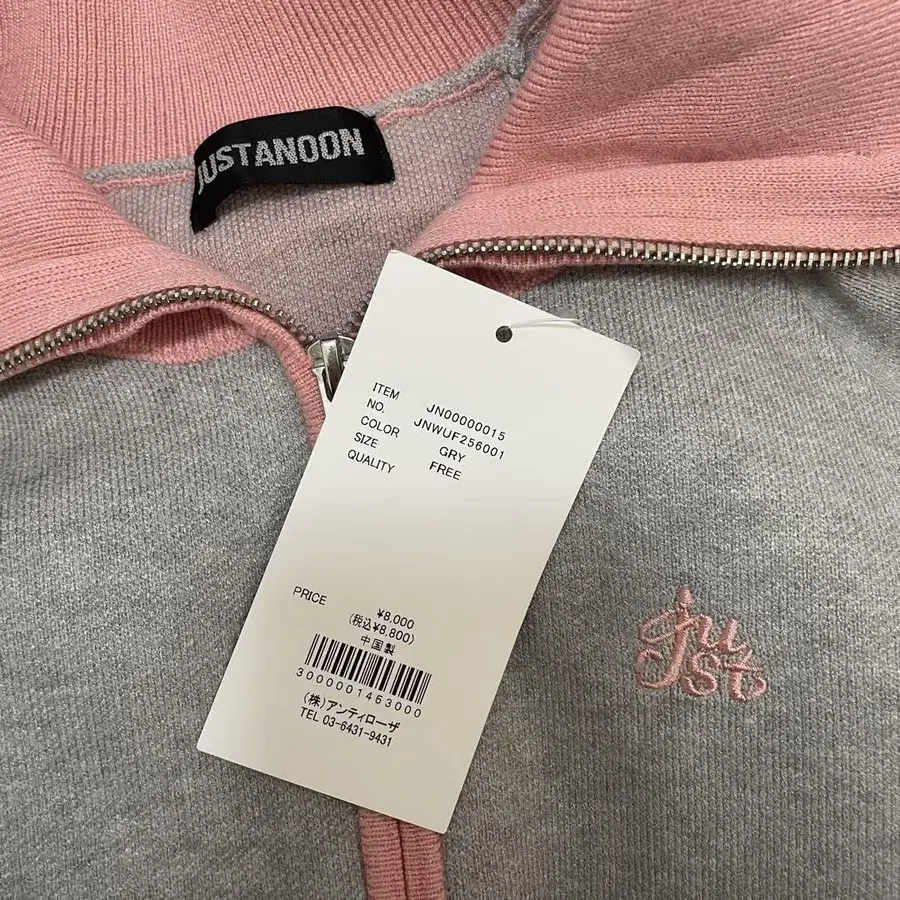 JUSTANOON
ITEM JN00000015
NO. JNWUF256001
COLOR GRY
SIZE FREE
QUALITY
PRICE ¥8,000
(税込¥8,800)
中国製
3000001463000
(株)アンティローザ
TEL 03-6431-9431
just